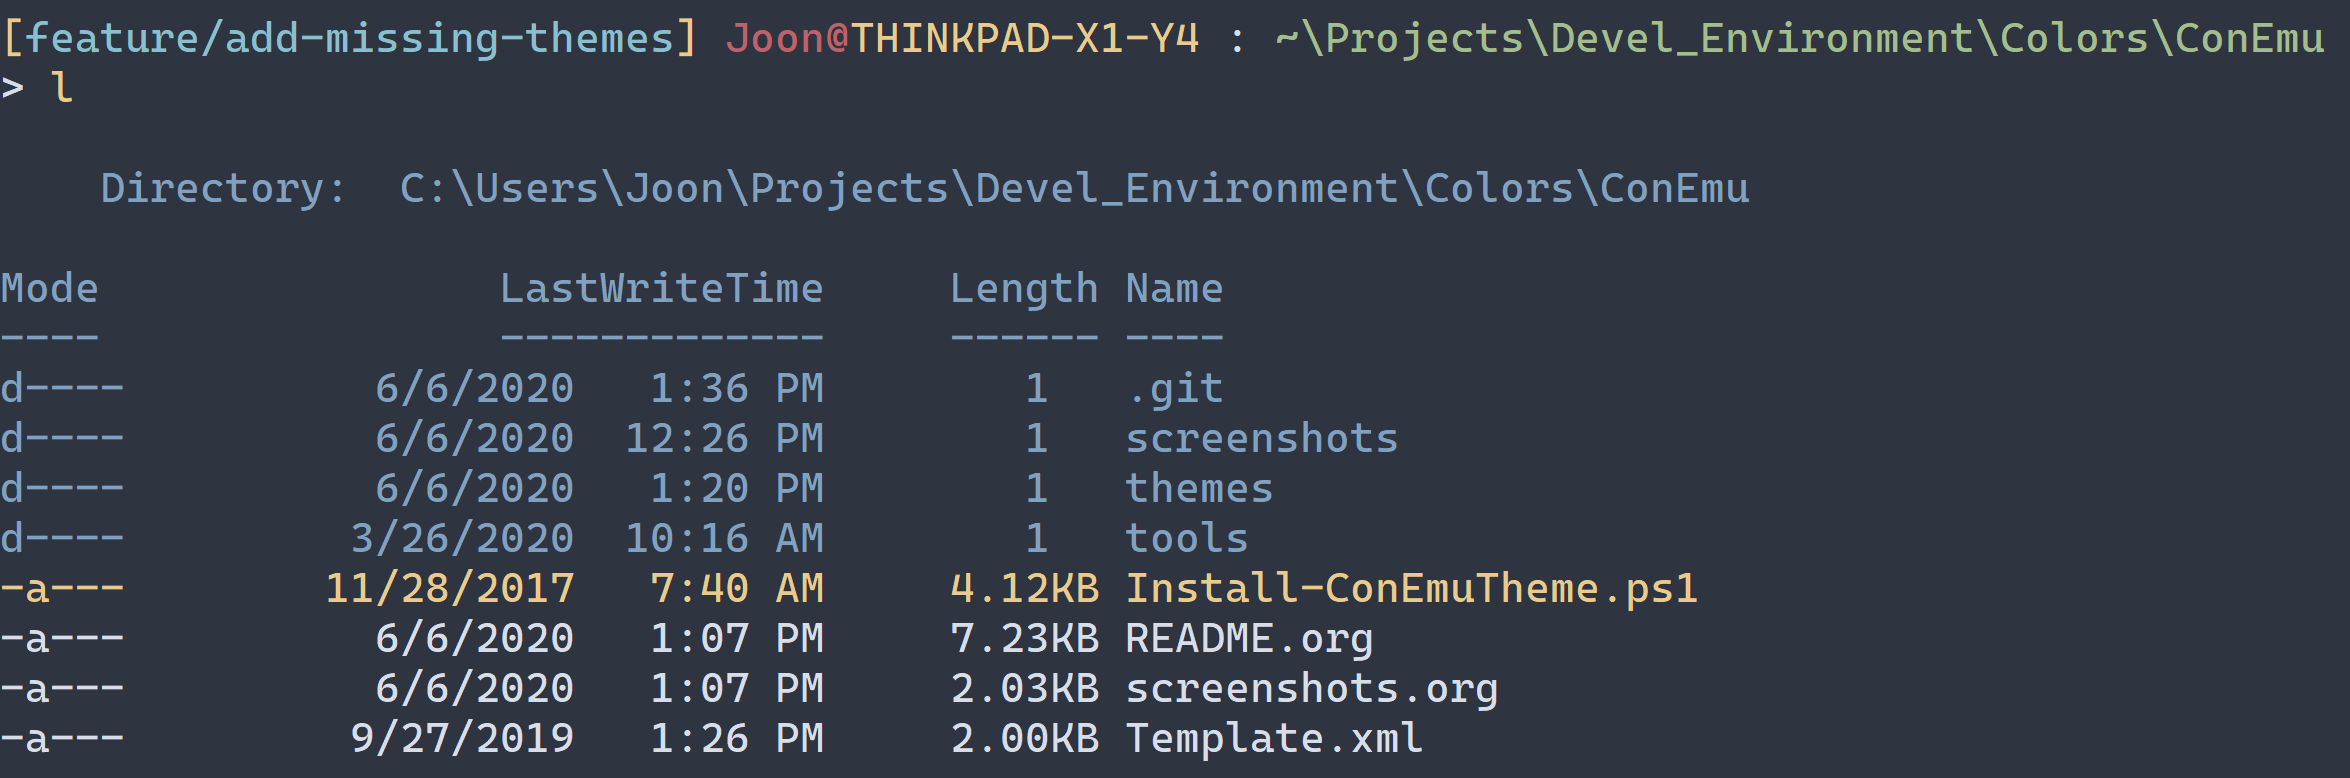 [feature/add-missing-themes] Joon@THINKPAD-X1-Y4 : ~\Projects\Devel_Environment\Colors\ConEmu
> l
Directory:  C:\Users\Joon\Projects\Devel_Environment\Colors\ConEmu
Mode                LastWriteTime     Length Name
----                -------------     ------ ----
d----          6/6/2020   1:36 PM        1   .git
d----          6/6/2020  12:26 PM        1   screenshots
d----          6/6/2020   1:20 PM        1   themes
d----         3/26/2020  10:16 AM        1   tools
-a---        11/28/2017   7:40 AM     4.12KB Install-ConEmuTheme.ps1
-a---          6/6/2020   1:07 PM     7.23KB README.org
-a---          6/6/2020   1:07 PM     2.03KB screenshots.org
-a---         9/27/2019   1:26 PM     2.00KB Template.xml